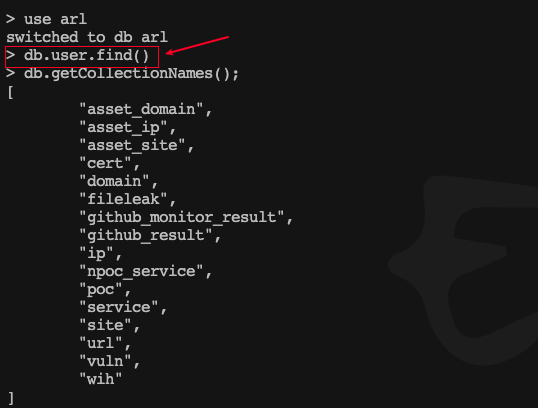 > use arl
switched to db arl
> db.user.find()
> db.getCollectionNames();
[
        "asset_domain",
        "asset_ip",
        "asset_site",
        "cert",
        "domain",
        "fileleak",
        "github_monitor_result",
        "github_result",
        "ip",
        "npoc_service",
        "poc",
        "service",
        "site",
        "url",
        "vuln",
        "wih"
]